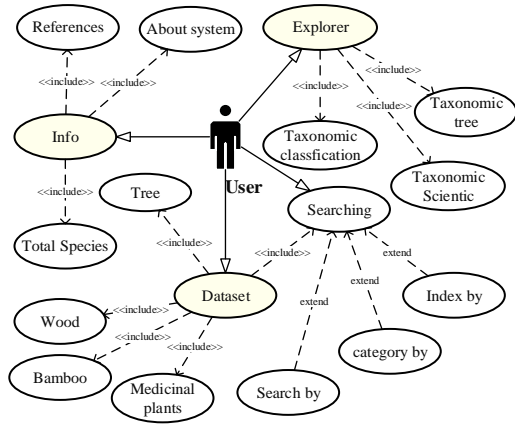 References
About system
Explorer
<<include>>
<<include>>
<<include>>
<<include>>
<<include>>
Taxonomic
tree
Info
Taxonomic
classfication
Taxonomic
Scientic
<<include>>
User
Tree
Searching
Total Species
<<include>>
<<include>>
Dataset
extend
extend
extend
Index by
Wood
<<include>>
<<include>>
<<include>>
category by
Bamboo
Medicinal
plants
Search by